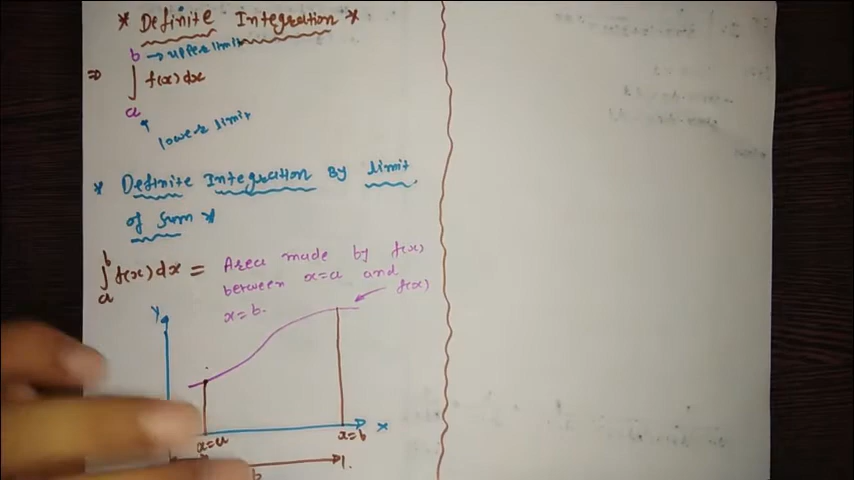 * Definite Integration *
b → upper limit
⇒ ∫ f(x) dx
a
lower limit
* Definite Integration By limit
of Sum *
b
∫ f(x) dx = Area made by f(x)
a between x=a and
x=b.
f(x)
y
x
x=a
x=b
b